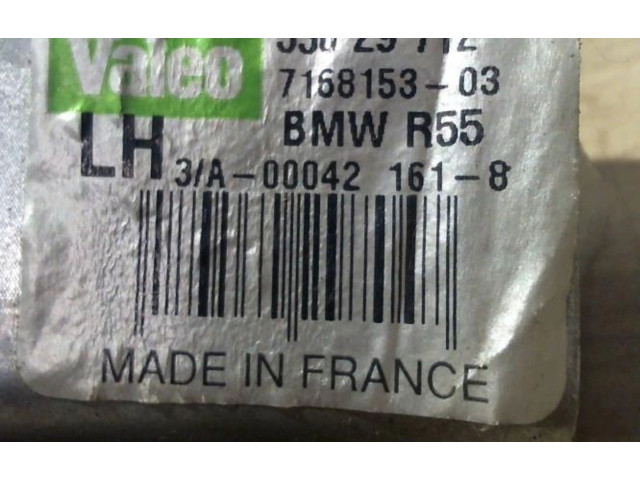 Valeo
7168153-03
LH BMW R55
3/A-00042 161-8
MADE IN FRANCE